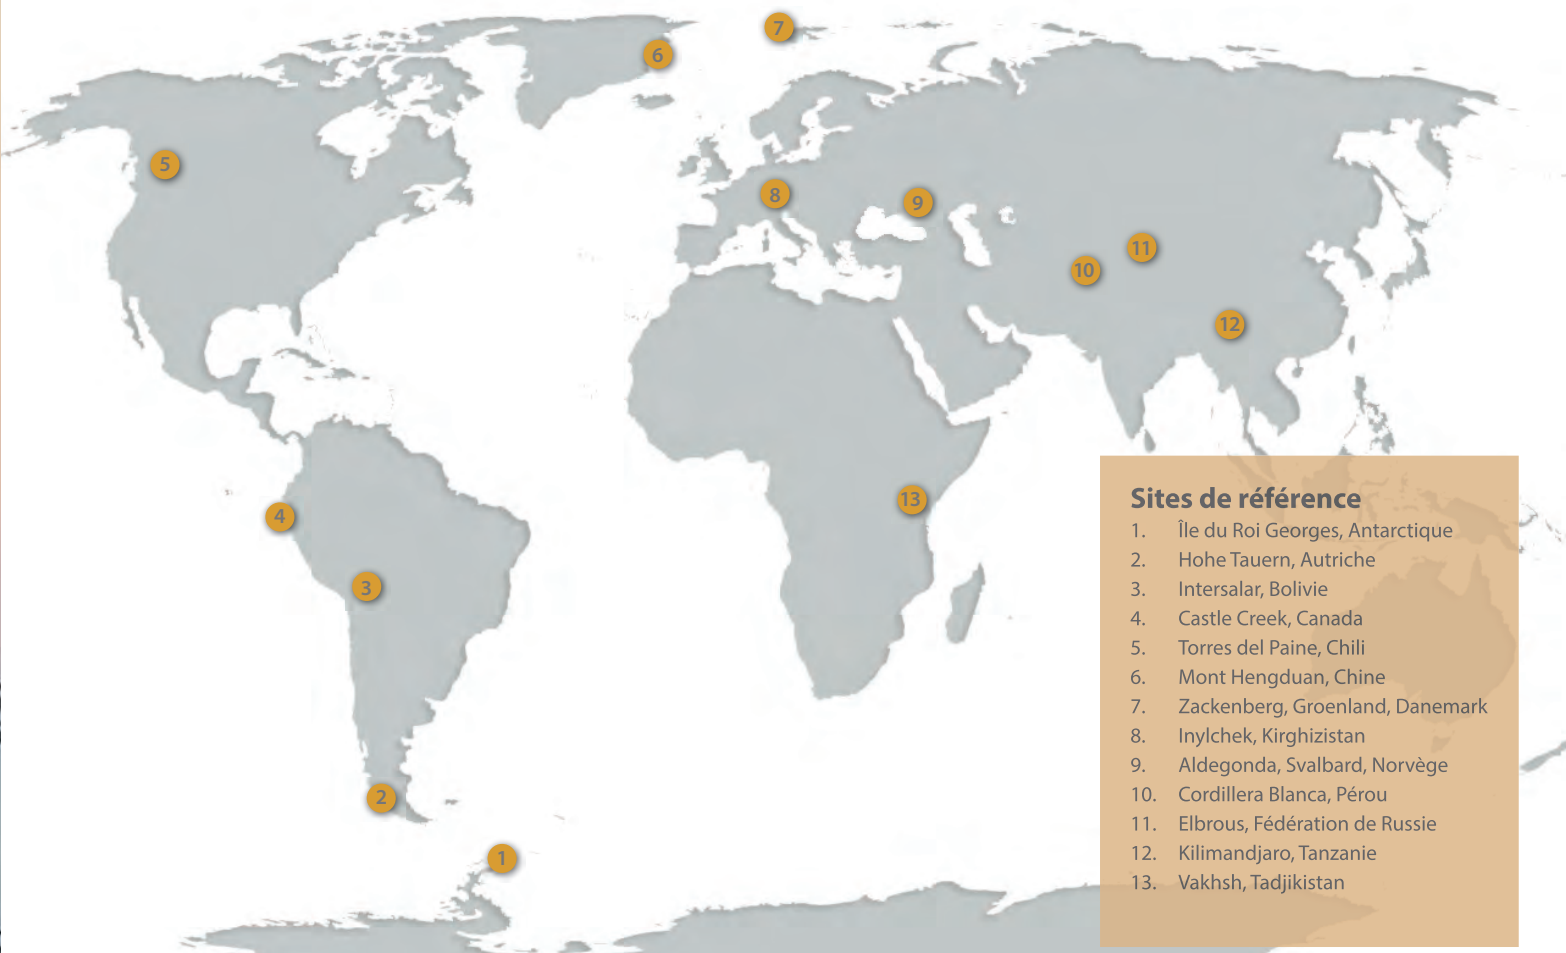 7
6
5
8
9
11
10
12
13
4
3
2
1
Sites de référence
1. Île du Roi Georges, Antarctique
2. Hohe Tauern, Autriche
3. Intersalar, Bolivie
4. Castle Creek, Canada
5. Torres del Paine, Chili
6. Mont Hengduan, Chine
7. Zackenberg, Groenland, Danemark
8. Inylchek, Kirghizistan
9. Aldegonda, Svalbard, Norvège
10. Cordillera Blanca, Pérou
11. Elbrous, Fédération de Russie
12. Kilimandjaro, Tanzanie
13. Vakhsh, Tadjikistan